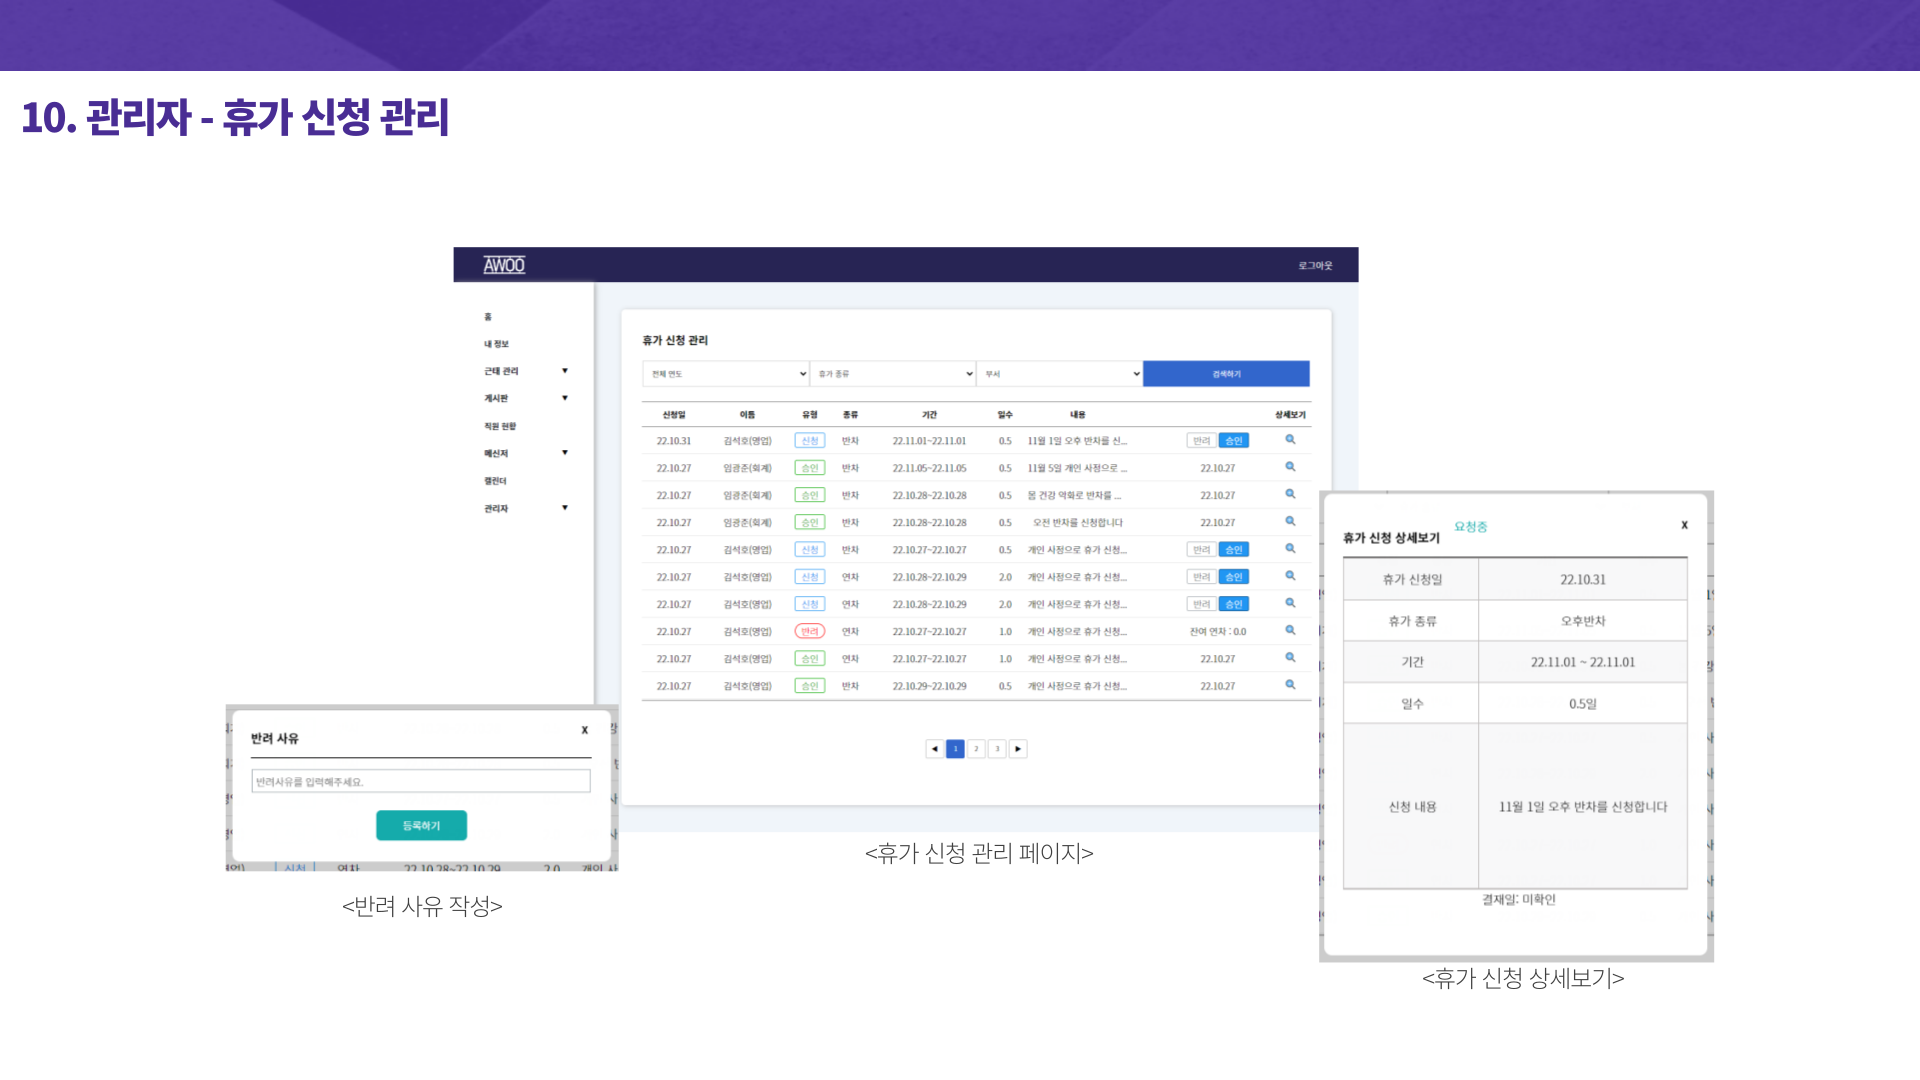 10. 관리자 - 휴가 신청 관리
AWOO
로그아웃
홈
내 정보
근태 관리 ▼
게시판 ▼
직원 현황
메신저 ▼
캘린더
관리자 ▼
휴가 신청 관리
전체 연도 휴가 종류 부서 검색하기
신청일 이름 유형 종류 기간 일수 내용 상세보기
22.10.31 김석호(영업) 신청 반차 22.11.01~22.11.01 0.5 11월 1일 오후 반차를 신... 반려 승인
22.10.27 임광준(회계) 승인 반차 22.11.05~22.11.05 0.5 11월 5일 개인 사정으로 ... 22.10.27
22.10.27 임광준(회계) 승인 반차 22.10.28~22.10.28 0.5 몸 건강 악화로 반차를 ... 22.10.27
22.10.27 임광준(회계) 승인 반차 22.10.28~22.10.28 0.5 오전 반차를 신청합니다 22.10.27
22.10.27 김석호(영업) 신청 반차 22.10.27~22.10.27 0.5 개인 사정으로 휴가 신청... 반려 승인
22.10.27 김석호(영업) 신청 연차 22.10.28~22.10.29 2.0 개인 사정으로 휴가 신청... 반려 승인
22.10.27 김석호(영업) 신청 연차 22.10.28~22.10.29 2.0 개인 사정으로 휴가 신청... 반려 승인
22.10.27 김석호(영업) 반려 연차 22.10.27~22.10.27 1.0 개인 사정으로 휴가 신청... 잔여 연차 : 0.0
22.10.27 김석호(영업) 승인 연차 22.10.27~22.10.27 1.0 개인 사정으로 휴가 신청... 22.10.27
22.10.27 김석호(영업) 승인 반차 22.10.29~22.10.29 0.5 개인 사정으로 휴가 신청... 22.10.27
◀ 1 2 3 ▶
<휴가 신청 관리 페이지>
반려 사유 X
반려사유를 입력해주세요.
등록하기
신청 연차 22.10.28~22.10.29 2.0 개인 사
<반려 사유 작성>
휴가 신청 상세보기 요청중 X
휴가 신청일 22.10.31
휴가 종류 오후반차
기간 22.11.01 ~ 22.11.01
일수 0.5일
신청 내용 11월 1일 오후 반차를 신청합니다
결재일: 미확인
<휴가 신청 상세보기>